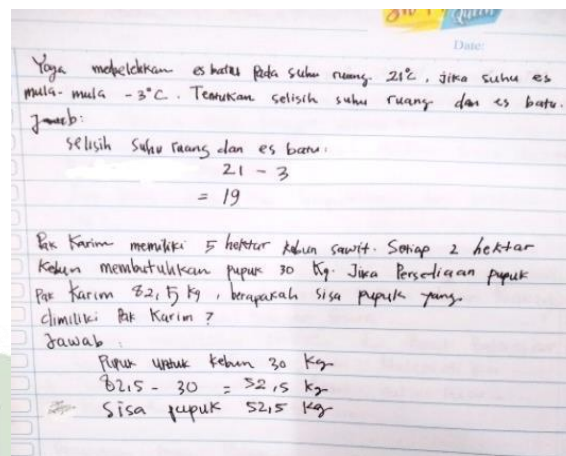 Date:
Yoga meleletakkan es batu pada suhu ruang 21°C, jika suhu es
mula-mula -3°C. Tentukan selisih suhu ruang dan es batu.
Jawab:
selisih suhu ruang dan es batu:
21 - 3
= 19
Pak Karim memiliki 5 hektar kebun sawit. Setiap 2 hektar
Kebun membutuhkan pupuk 30 Kg. Jika Persediaan pupuk
Pak Karim 82,5 Kg, berapakah sisa pupuk yang
dimiliki Pak Karim?
Jawab:
Pupuk untuk kebun 30 Kg
82,5 - 30 = 52,5 kg
Sisa pupuk 52,5 kg